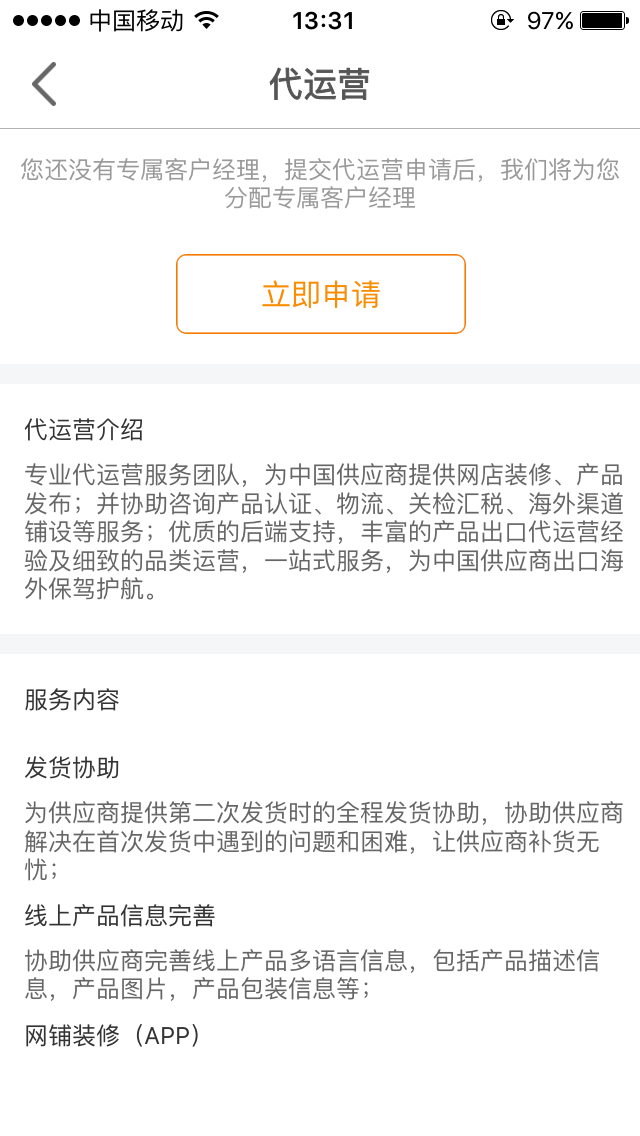 中国移动 13:31 97%
代运营
您还没有专属客户经理，提交代运营申请后，我们将为您
分配专属客户经理
立即申请
代运营介绍
专业代运营服务团队，为中国供应商提供网店装修、产品
发布；并协助咨询产品认证、物流、关检汇税、海外渠道
铺设等服务；优质的后端支持，丰富的产品出口代运营经
验及细致的品类运营，一站式服务，为中国供应商出口海
外保驾护航。
服务内容
发货协助
为供应商提供第二次发货时的全程发货协助，协助供应商
解决在首次发货中遇到的问题和困难，让供应商补货无
忧；
线上产品信息完善
协助供应商完善线上产品多语言信息，包括产品描述信
息，产品图片，产品包装信息等；
网铺装修（APP）